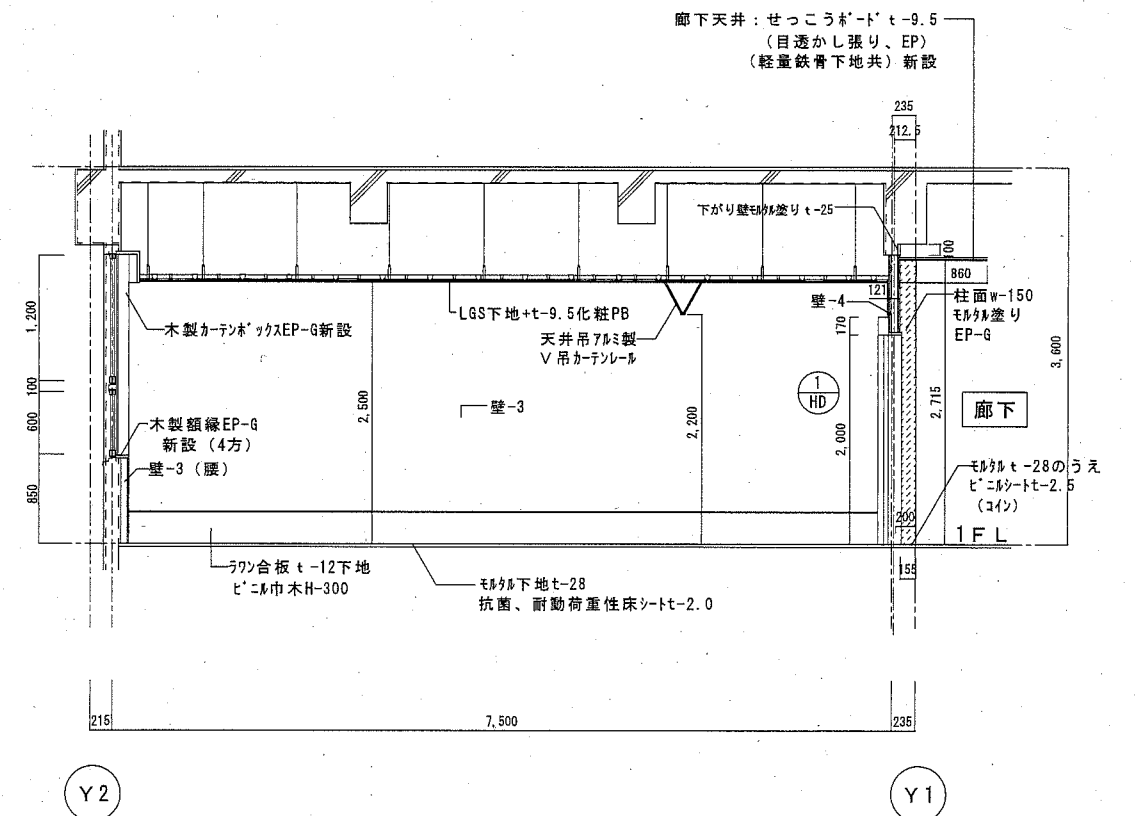 廊下天井：せっこうﾎﾞｰﾄﾞ t-9.5
（目透かし張り、EP）
（軽量鉄骨下地共）新設
235
212.5
下がり壁ﾓﾙﾀﾙ塗り t-25
100
860
121
壁-4
柱面w-150
ﾓﾙﾀﾙ塗り
EP-G
LGS下地+t-9.5化粧PB
天井吊ｱﾙﾐ製
V吊ｶｰﾃﾝﾚｰﾙ
木製ｶｰﾃﾝﾎﾞｯｸｽEP-G新設
1,200
100
600
850
170
3,600
1
HD
2,500
壁-3
2,200
2,000
2,715
廊下
木製額縁EP-G
新設（4方）
壁-3（腰）
ﾓﾙﾀﾙ t-28のうえ
ﾋﾞﾆﾙｼｰﾄt-2.5
（ｺｲﾝ）
200
1FL
155
ﾗﾜﾝ合板 t-12下地
ﾋﾞﾆﾙ巾木H-300
ﾓﾙﾀﾙ下地t-28
抗菌、耐動荷重性床ｼｰﾄt-2.0
215
7,500
235
Y2
Y1